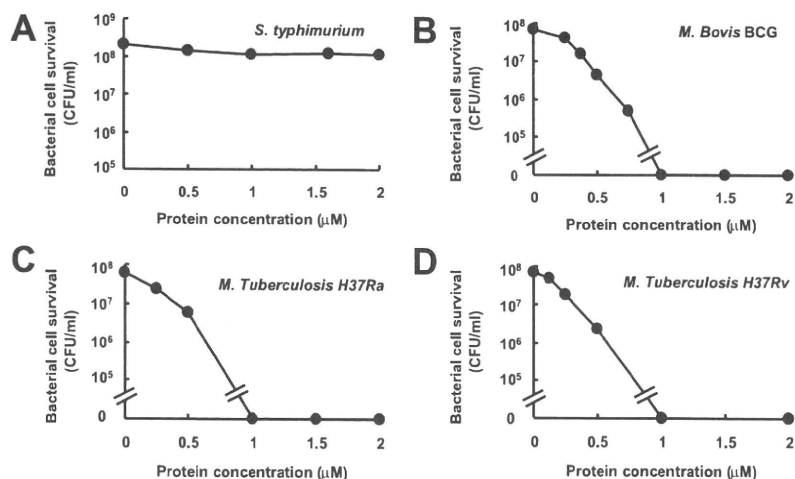 A
S. typhimurium
Bacterial cell survival
(CFU/ml)
10⁹
10⁸
10⁷
10⁶
10⁵
0 0.5 1 1.5 2
Protein concentration (μM)
B
M. Bovis BCG
Bacterial cell survival
(CFU/ml)
10⁸
10⁷
10⁶
10⁵
0
0 0.5 1 1.5 2
Protein concentration (μM)
C
M. Tuberculosis H37Ra
Bacterial cell survival
(CFU/ml)
10⁸
10⁷
10⁶
10⁵
0
0 0.5 1 1.5 2
Protein concentration (μM)
D
M. Tuberculosis H37Rv
Bacterial cell survival
(CFU/ml)
10⁸
10⁷
10⁶
10⁵
0
0 0.5 1 1.5 2
Protein concentration (μM)